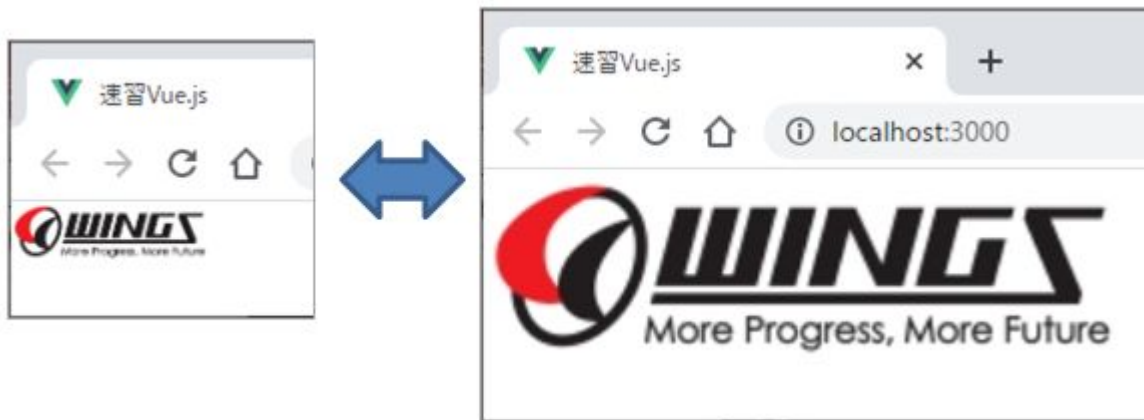 速習Vue.js
WINGS
More Progress, More Future
速習Vue.js
localhost:3000
WINGS
More Progress, More Future